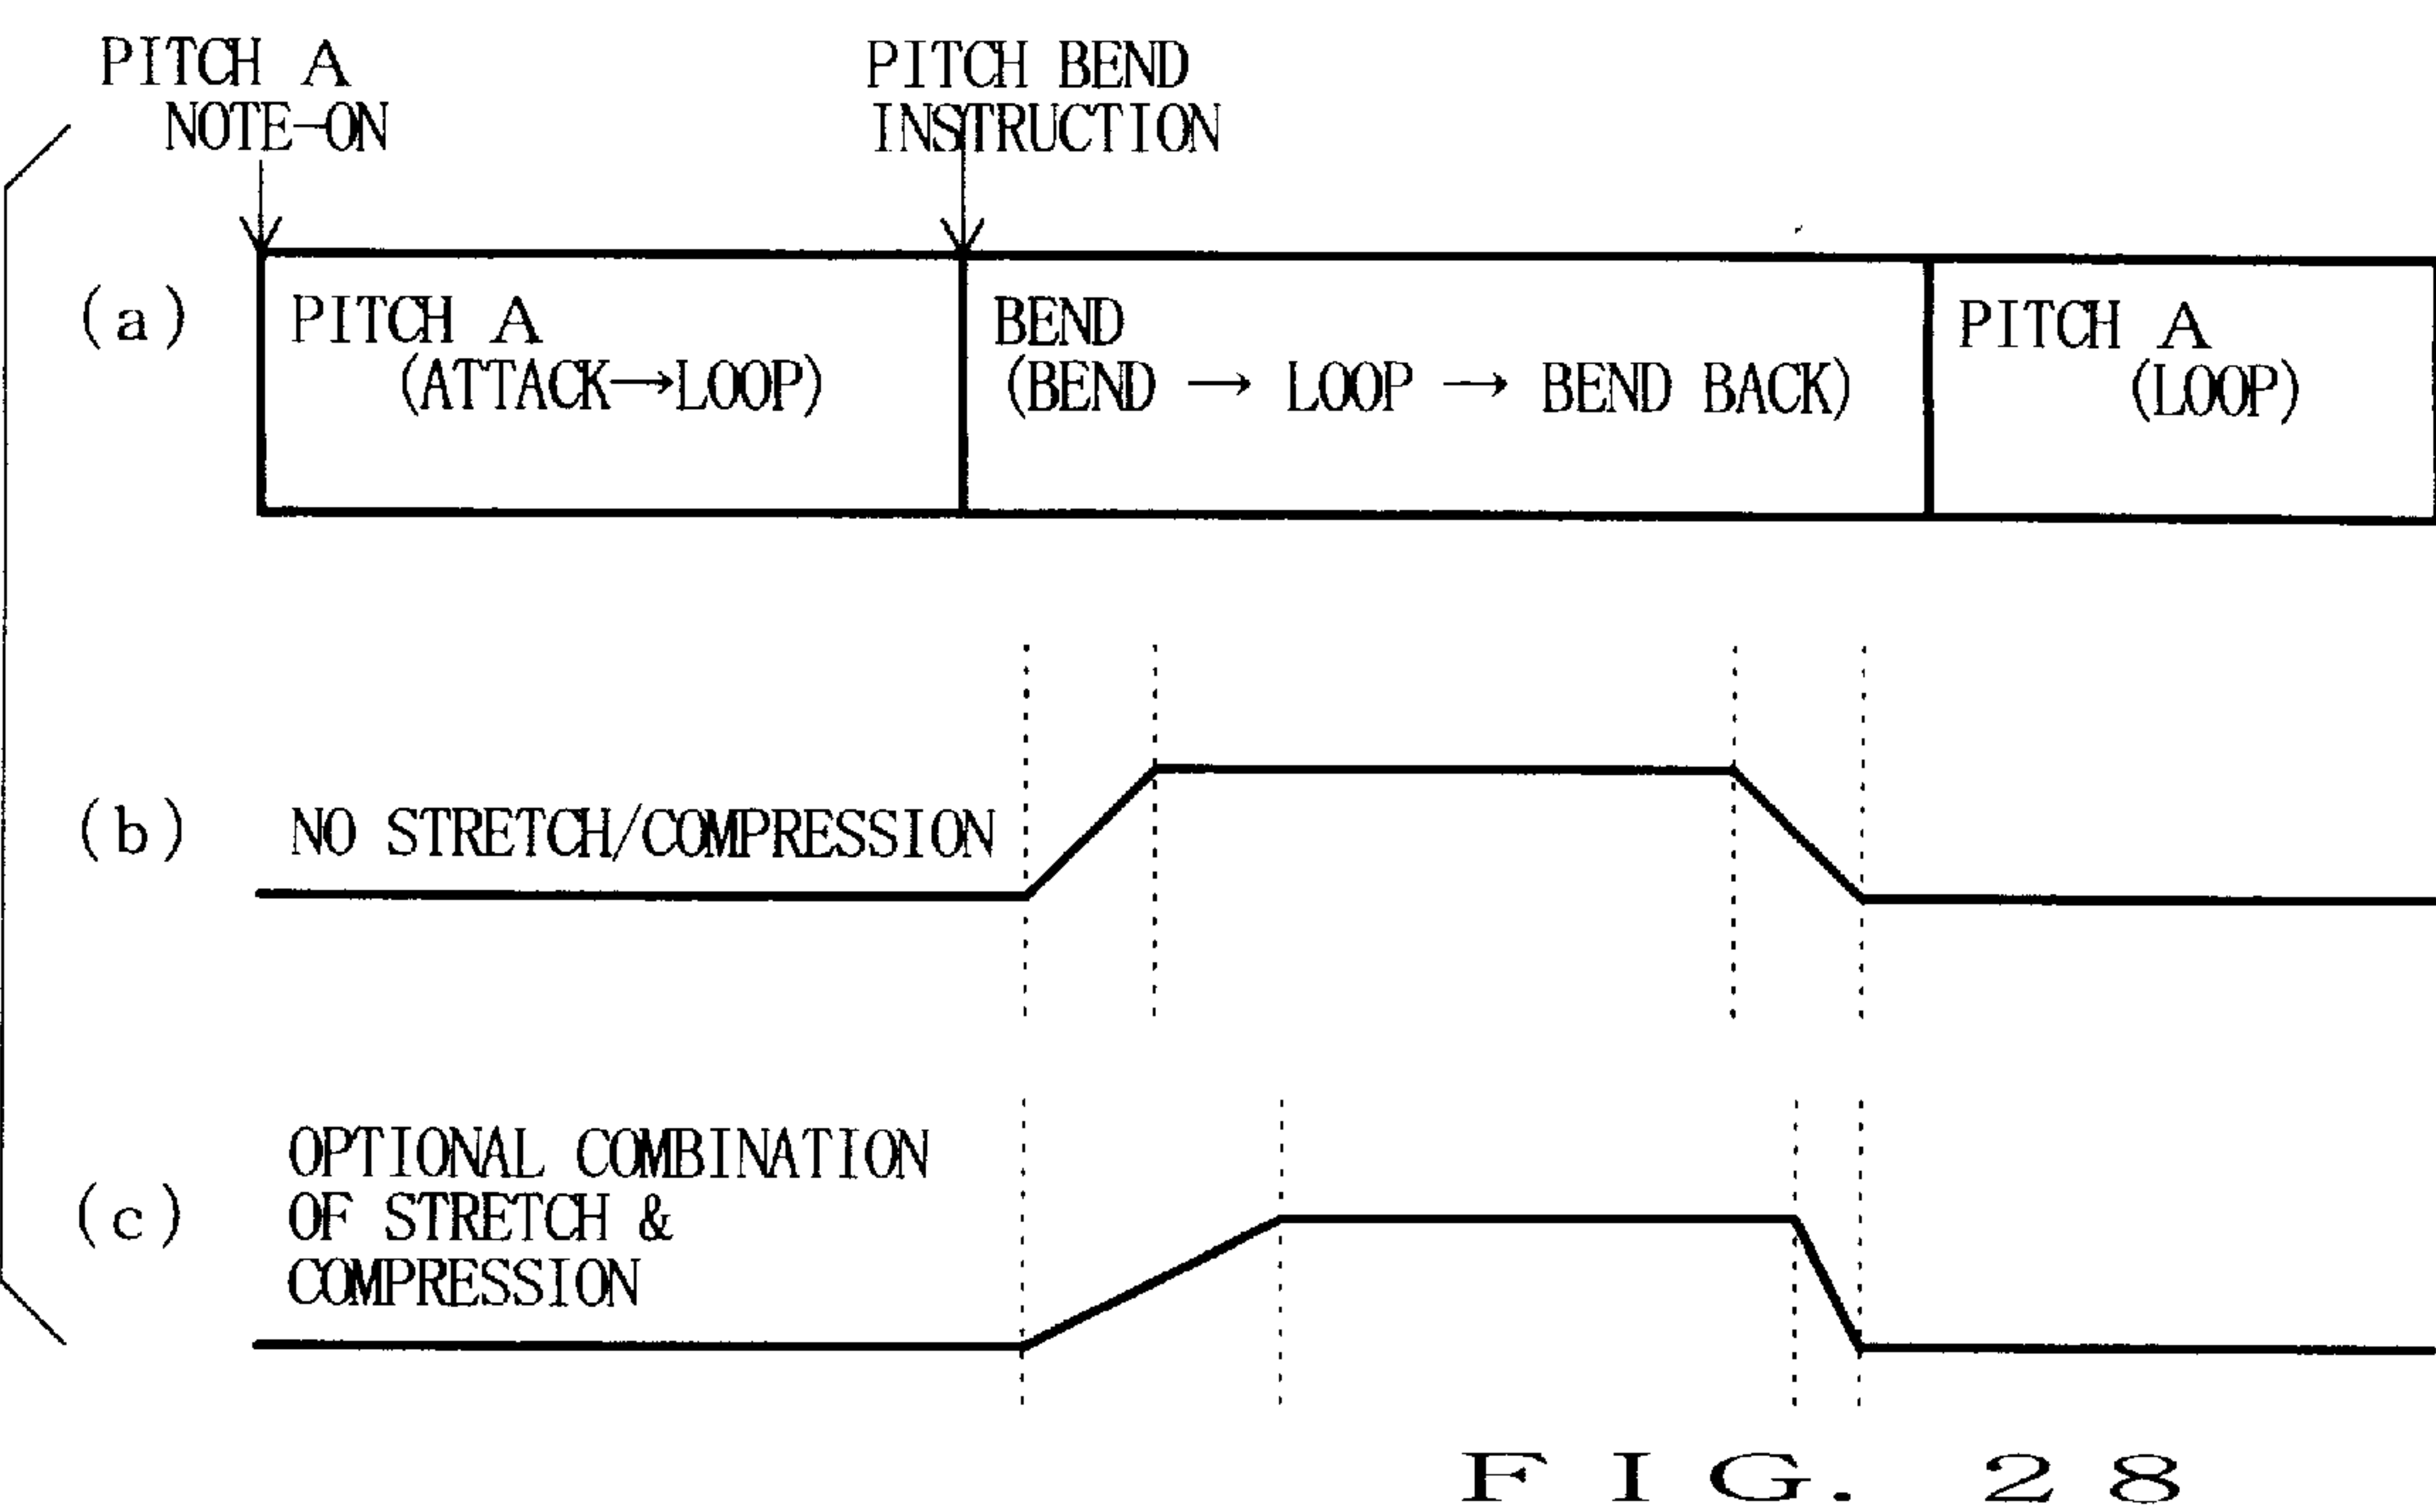 PITCH A
NOTE-ON
PITCH BEND
INSTRUCTION
(a)
PITCH A
(ATTACK→LOOP)
BEND
(BEND → LOOP → BEND BACK)
PITCH A
(LOOP)
(b)
NO STRETCH/COMPRESSION
(c)
OPTIONAL COMBINATION
OF STRETCH &
COMPRESSION
FIG. 28